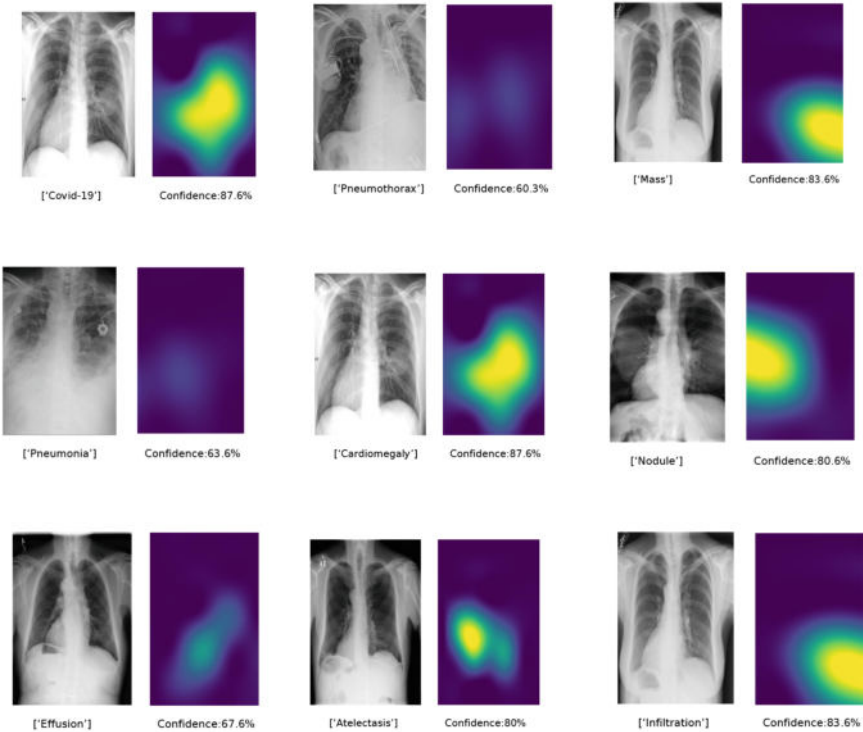 ['Covid-19'] Confidence:87.6%
['Pneumothorax'] Confidence:60.3%
['Mass'] Confidence:83.6%
['Pneumonia'] Confidence:63.6%
['Cardiomegaly'] Confidence:87.6%
['Nodule'] Confidence:80.6%
['Effusion'] Confidence:67.6%
['Atelectasis'] Confidence:80%
['Infiltration'] Confidence:83.6%